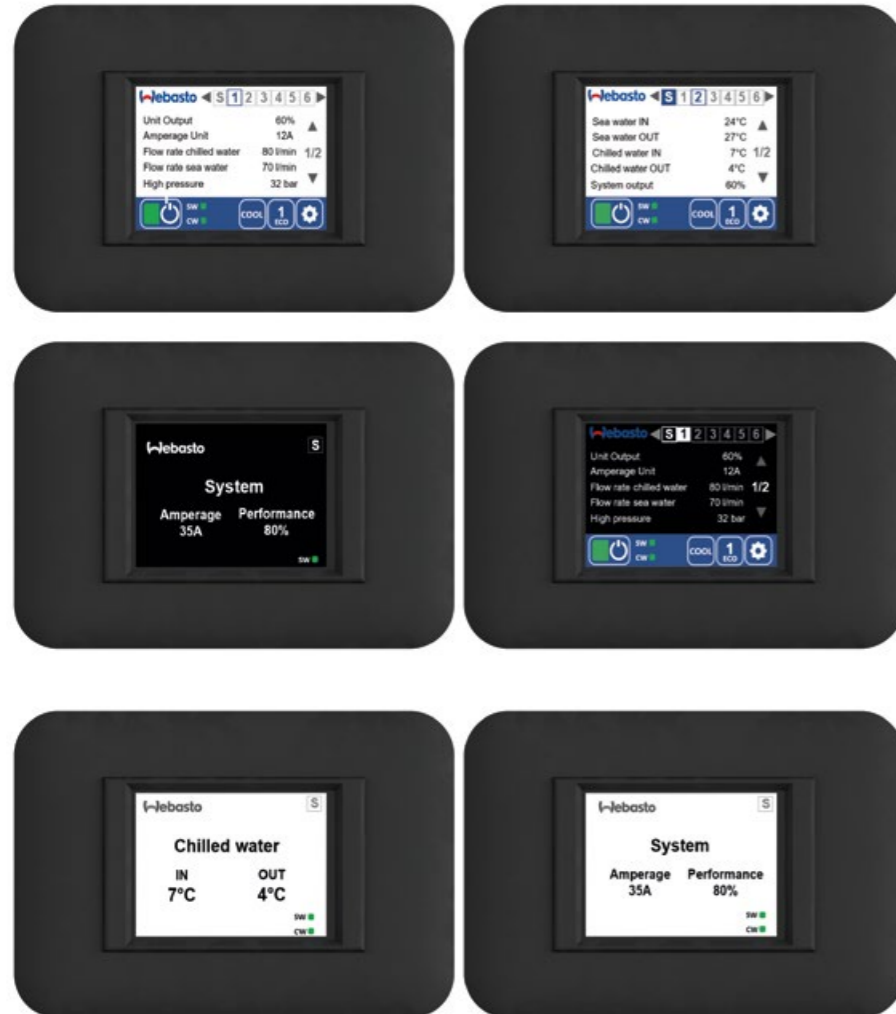 Webasto ◀ S 1 2 3 4 5 6 ▶
Unit Output 60%
Amperage Unit 12A
Flow rate chilled water 80 l/min 1/2
Flow rate sea water 70 l/min
High pressure 32 bar
SW
CW
COOL
1
ECO
Webasto ◀ S 1 2 3 4 5 6 ▶
Sea water IN 24°C
Sea water OUT 27°C
Chilled water IN 7°C 1/2
Chilled water OUT 4°C
System output 60%
SW
CW
COOL
1
ECO
Webasto S
System
Amperage Performance
35A 80%
SW
Webasto ◀ S 1 2 3 4 5 6 ▶
Unit Output 60%
Amperage Unit 12A
Flow rate chilled water 80 l/min 1/2
Flow rate sea water 70 l/min
High pressure 32 bar
SW
CW
COOL
1
ECO
Webasto S
Chilled water
IN OUT
7°C 4°C
SW
CW
Webasto S
System
Amperage Performance
35A 80%
SW
CW